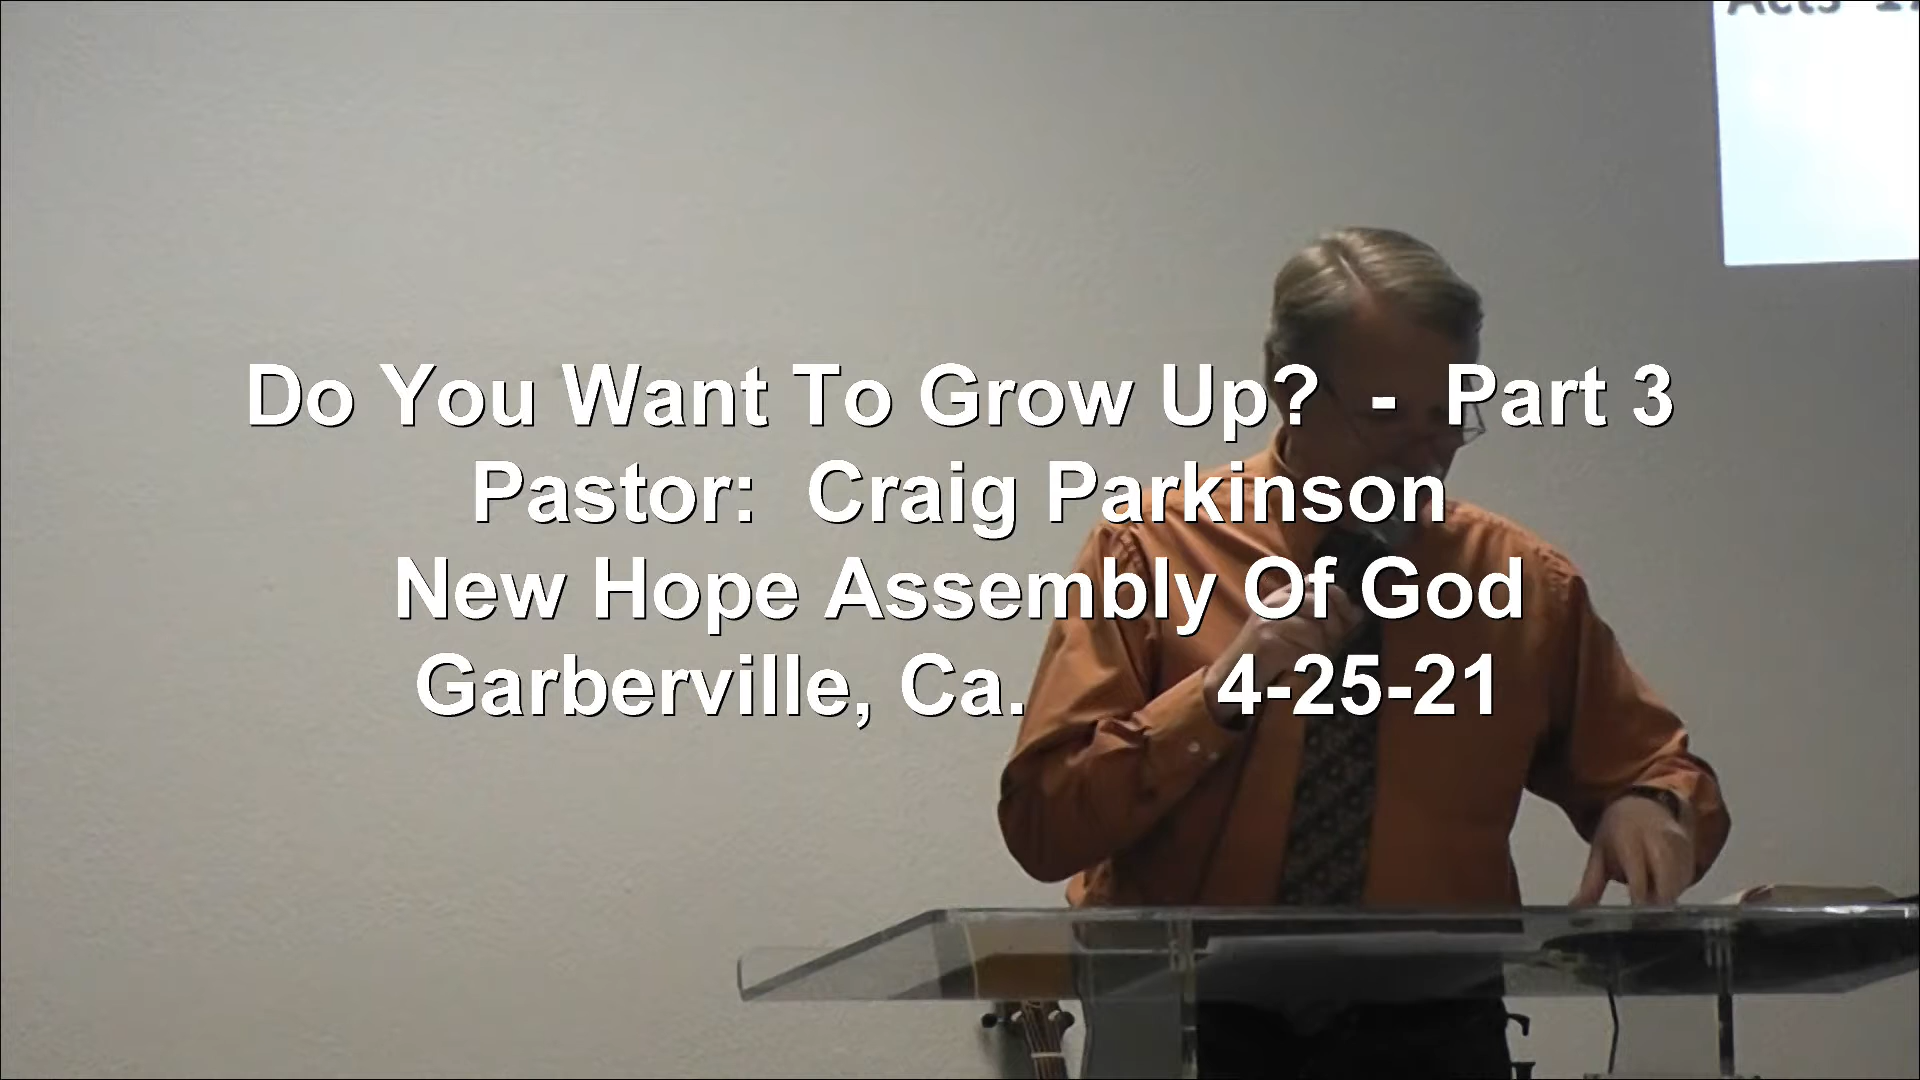 Acts
Do You Want To Grow Up? - Part 3
Pastor: Craig Parkinson
New Hope Assembly Of God
Garberville, Ca. 4-25-21